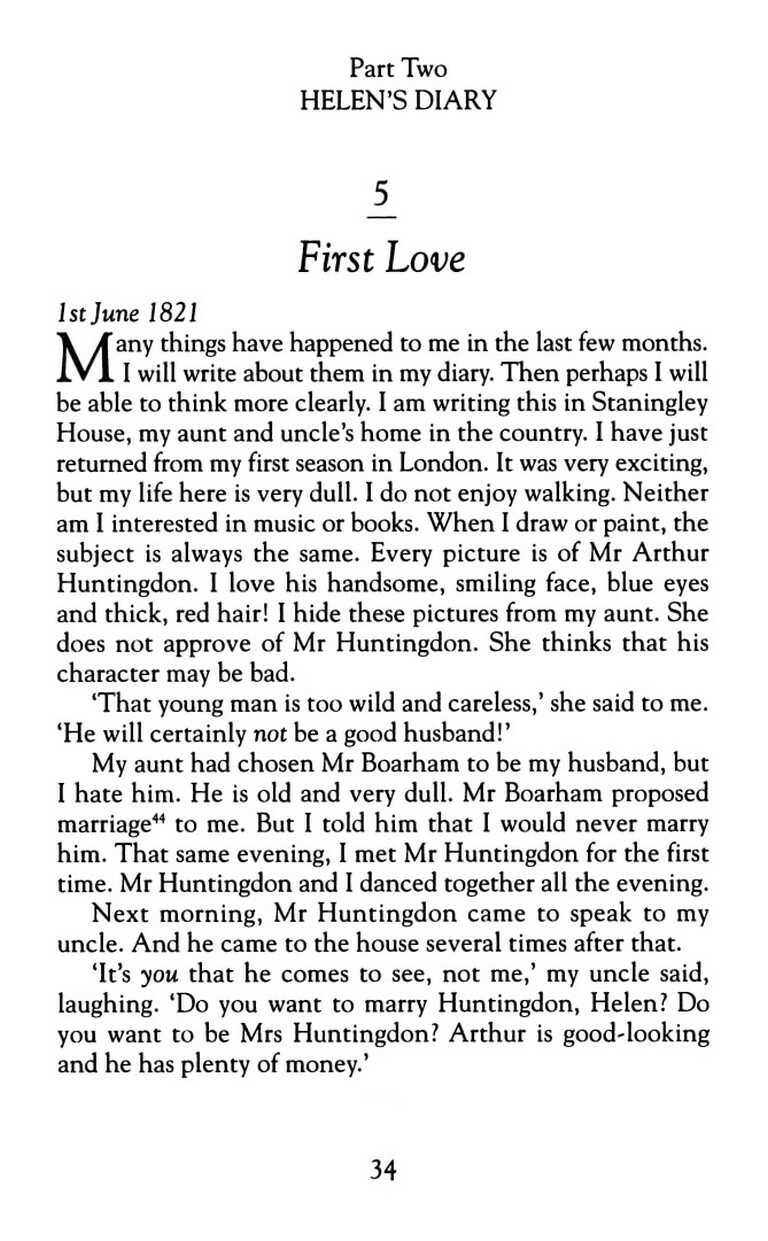 Part Two
HELEN'S DIARY
5
First Love
1st June 1821
Many things have happened to me in the last few months.
I will write about them in my diary. Then perhaps I will
be able to think more clearly. I am writing this in Staningley
House, my aunt and uncle's home in the country. I have just
returned from my first season in London. It was very exciting,
but my life here is very dull. I do not enjoy walking. Neither
am I interested in music or books. When I draw or paint, the
subject is always the same. Every picture is of Mr Arthur
Huntingdon. I love his handsome, smiling face, blue eyes
and thick, red hair! I hide these pictures from my aunt. She
does not approve of Mr Huntingdon. She thinks that his
character may be bad.
'That young man is too wild and careless,' she said to me.
'He will certainly not be a good husband!'
My aunt had chosen Mr Boarham to be my husband, but
I hate him. He is old and very dull. Mr Boarham proposed
marriage⁴⁴ to me. But I told him that I would never marry
him. That same evening, I met Mr Huntingdon for the first
time. Mr Huntingdon and I danced together all the evening.
Next morning, Mr Huntingdon came to speak to my
uncle. And he came to the house several times after that.
'It's you that he comes to see, not me,' my uncle said,
laughing. 'Do you want to marry Huntingdon, Helen? Do
you want to be Mrs Huntingdon? Arthur is good-looking
and he has plenty of money.'
34